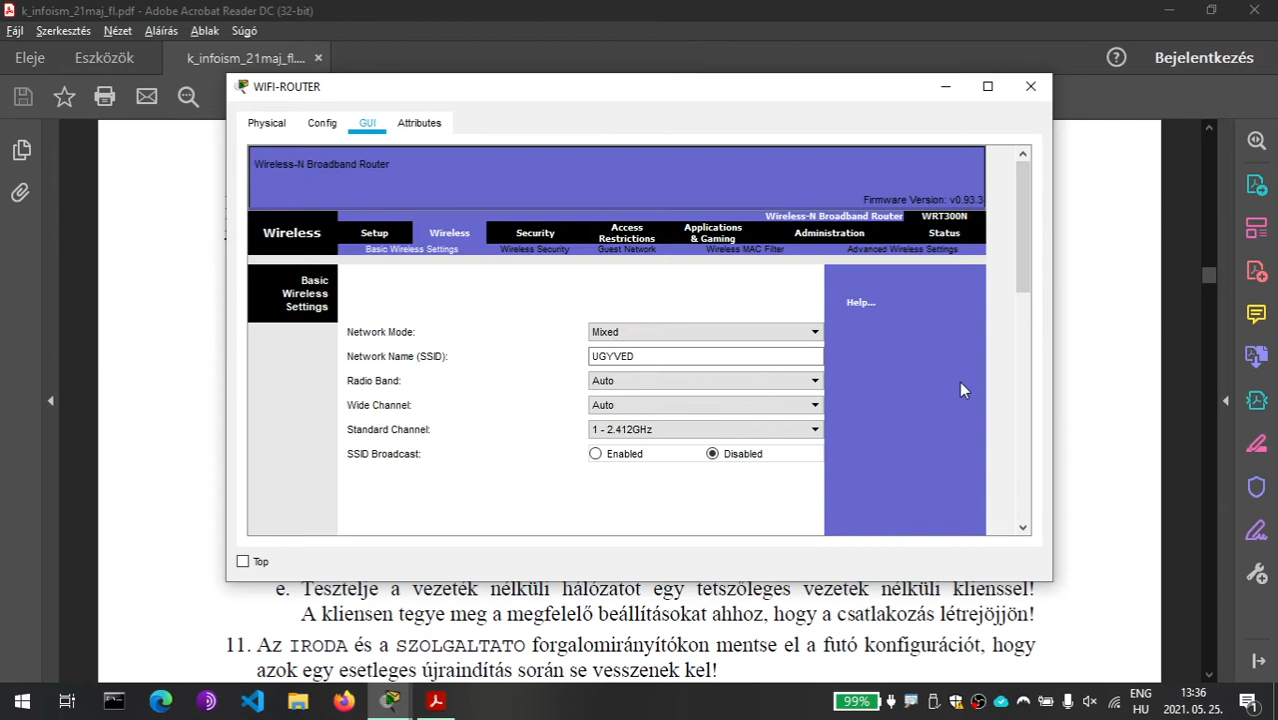 k_infoism_21maj_fl.pdf - Adobe Acrobat Reader DC (32-bit)
Fájl Szerkesztés Nézet Aláírás Ablak Súgó
Eleje Eszközök k_infoism_21maj_fl.... × Bejelentkezés
WIFI-ROUTER
Physical Config GUI Attributes
Wireless-N Broadband Router
Firmware Version: v0.93.3
Wireless-N Broadband Router WRT300N
Wireless Setup Wireless Security Access Restrictions Applications & Gaming Administration Status
Basic Wireless Settings Wireless Security Guest Network Wireless MAC Filter Advanced Wireless Settings
Basic
Wireless
Settings
Help...
Network Mode: Mixed
Network Name (SSID): UGYVED
Radio Band: Auto
Wide Channel: Auto
Standard Channel: 1 - 2.412GHz
SSID Broadcast: Enabled Disabled
Top
e. Tesztelje a vezeték nélküli hálózatot egy tetszőleges vezeték nélküli klienssel!
A kliensen tegye meg a megfelelő beállításokat ahhoz, hogy a csatlakozás létrejöjjön!
11. Az IRODA és a SZOLGALTATO forgalomirányítókon mentse el a futó konfigurációt, hogy
azok egy esetleges újraindítás során se vesszenek kel!
99% ENG HU 13:36 2021. 05. 25. 1